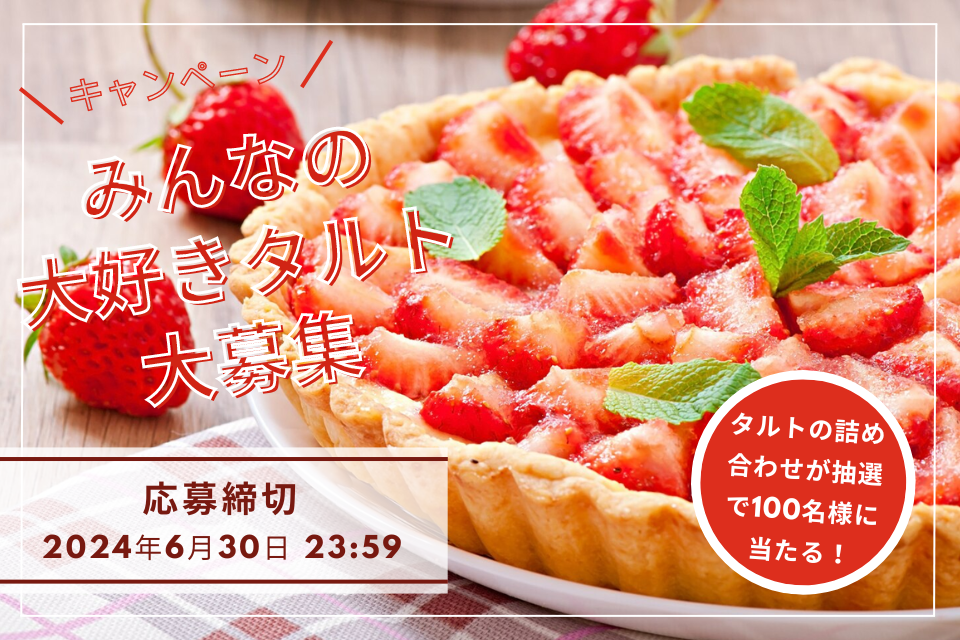 キャンペーン
みんなの
大好きタルト
大募集
応募締切
2024年6月30日 23:59
タルトの詰め
合わせが抽選
で100名様に
当たる！